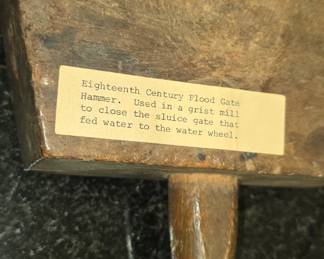 Eighteenth Century Flood Gate
Hammer.  Used in a grist mill
to close the sluice gate that
fed water to the water wheel.